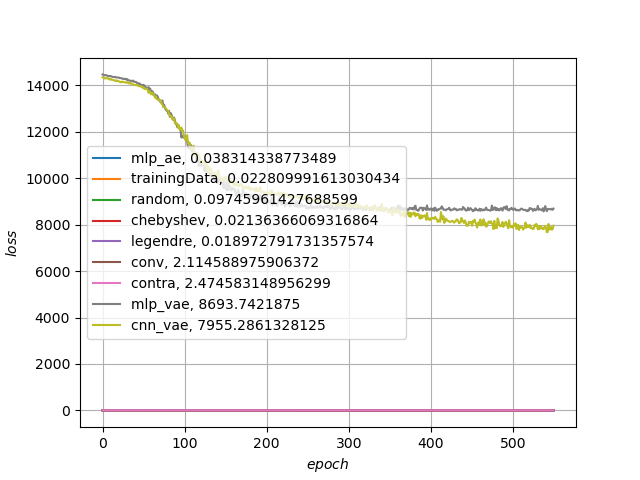 14000
12000
10000
8000
6000
4000
2000
0
loss
mlp_ae, 0.038314338773489
trainingData, 0.022809991613030434
random, 0.09745961427688599
chebyshev, 0.02136366069316864
legendre, 0.018972791731357574
conv, 2.114588975906372
contra, 2.474583148956299
mlp_vae, 8693.7421875
cnn_vae, 7955.2861328125
0 100 200 300 400 500
epoch